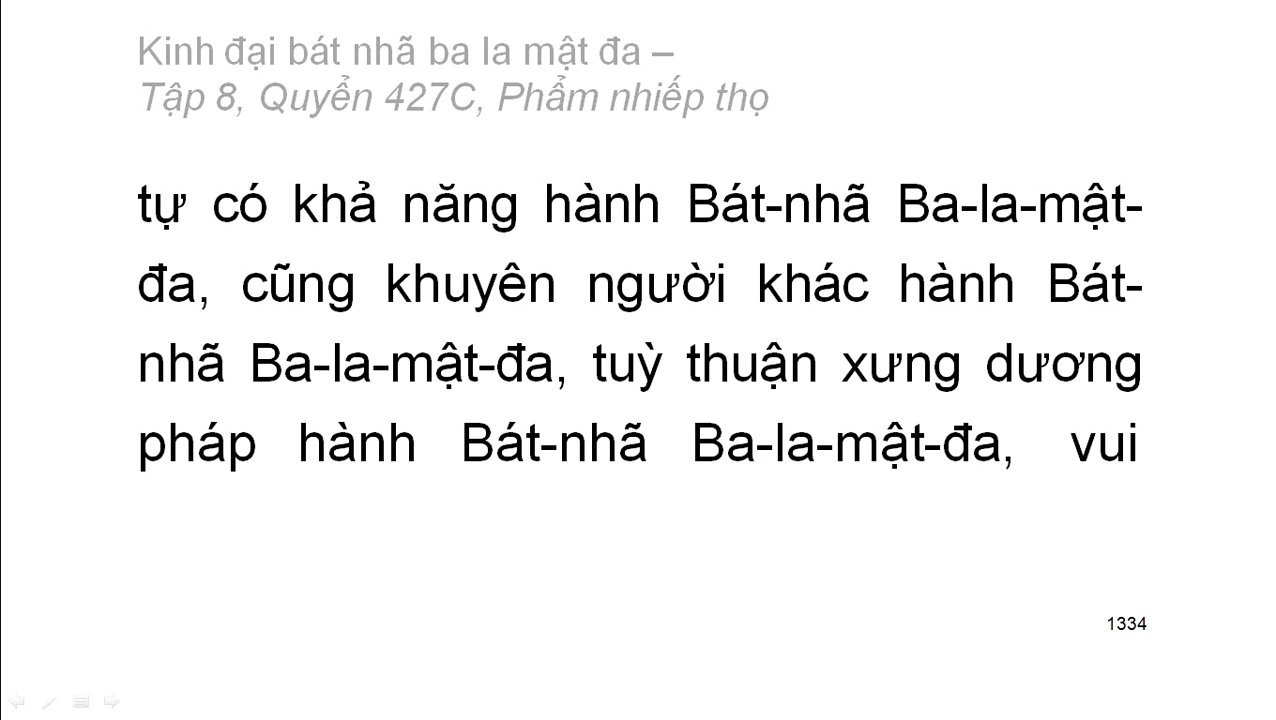 Kinh đại bát nhã ba la mật đa –
Tập 8, Quyển 427C, Phẩm nhiếp thọ
tự có khả năng hành Bát-nhã Ba-la-mật-
đa, cũng khuyên người khác hành Bát-
nhã Ba-la-mật-đa, tuỳ thuận xưng dương
pháp hành Bát-nhã Ba-la-mật-đa, vui
1334